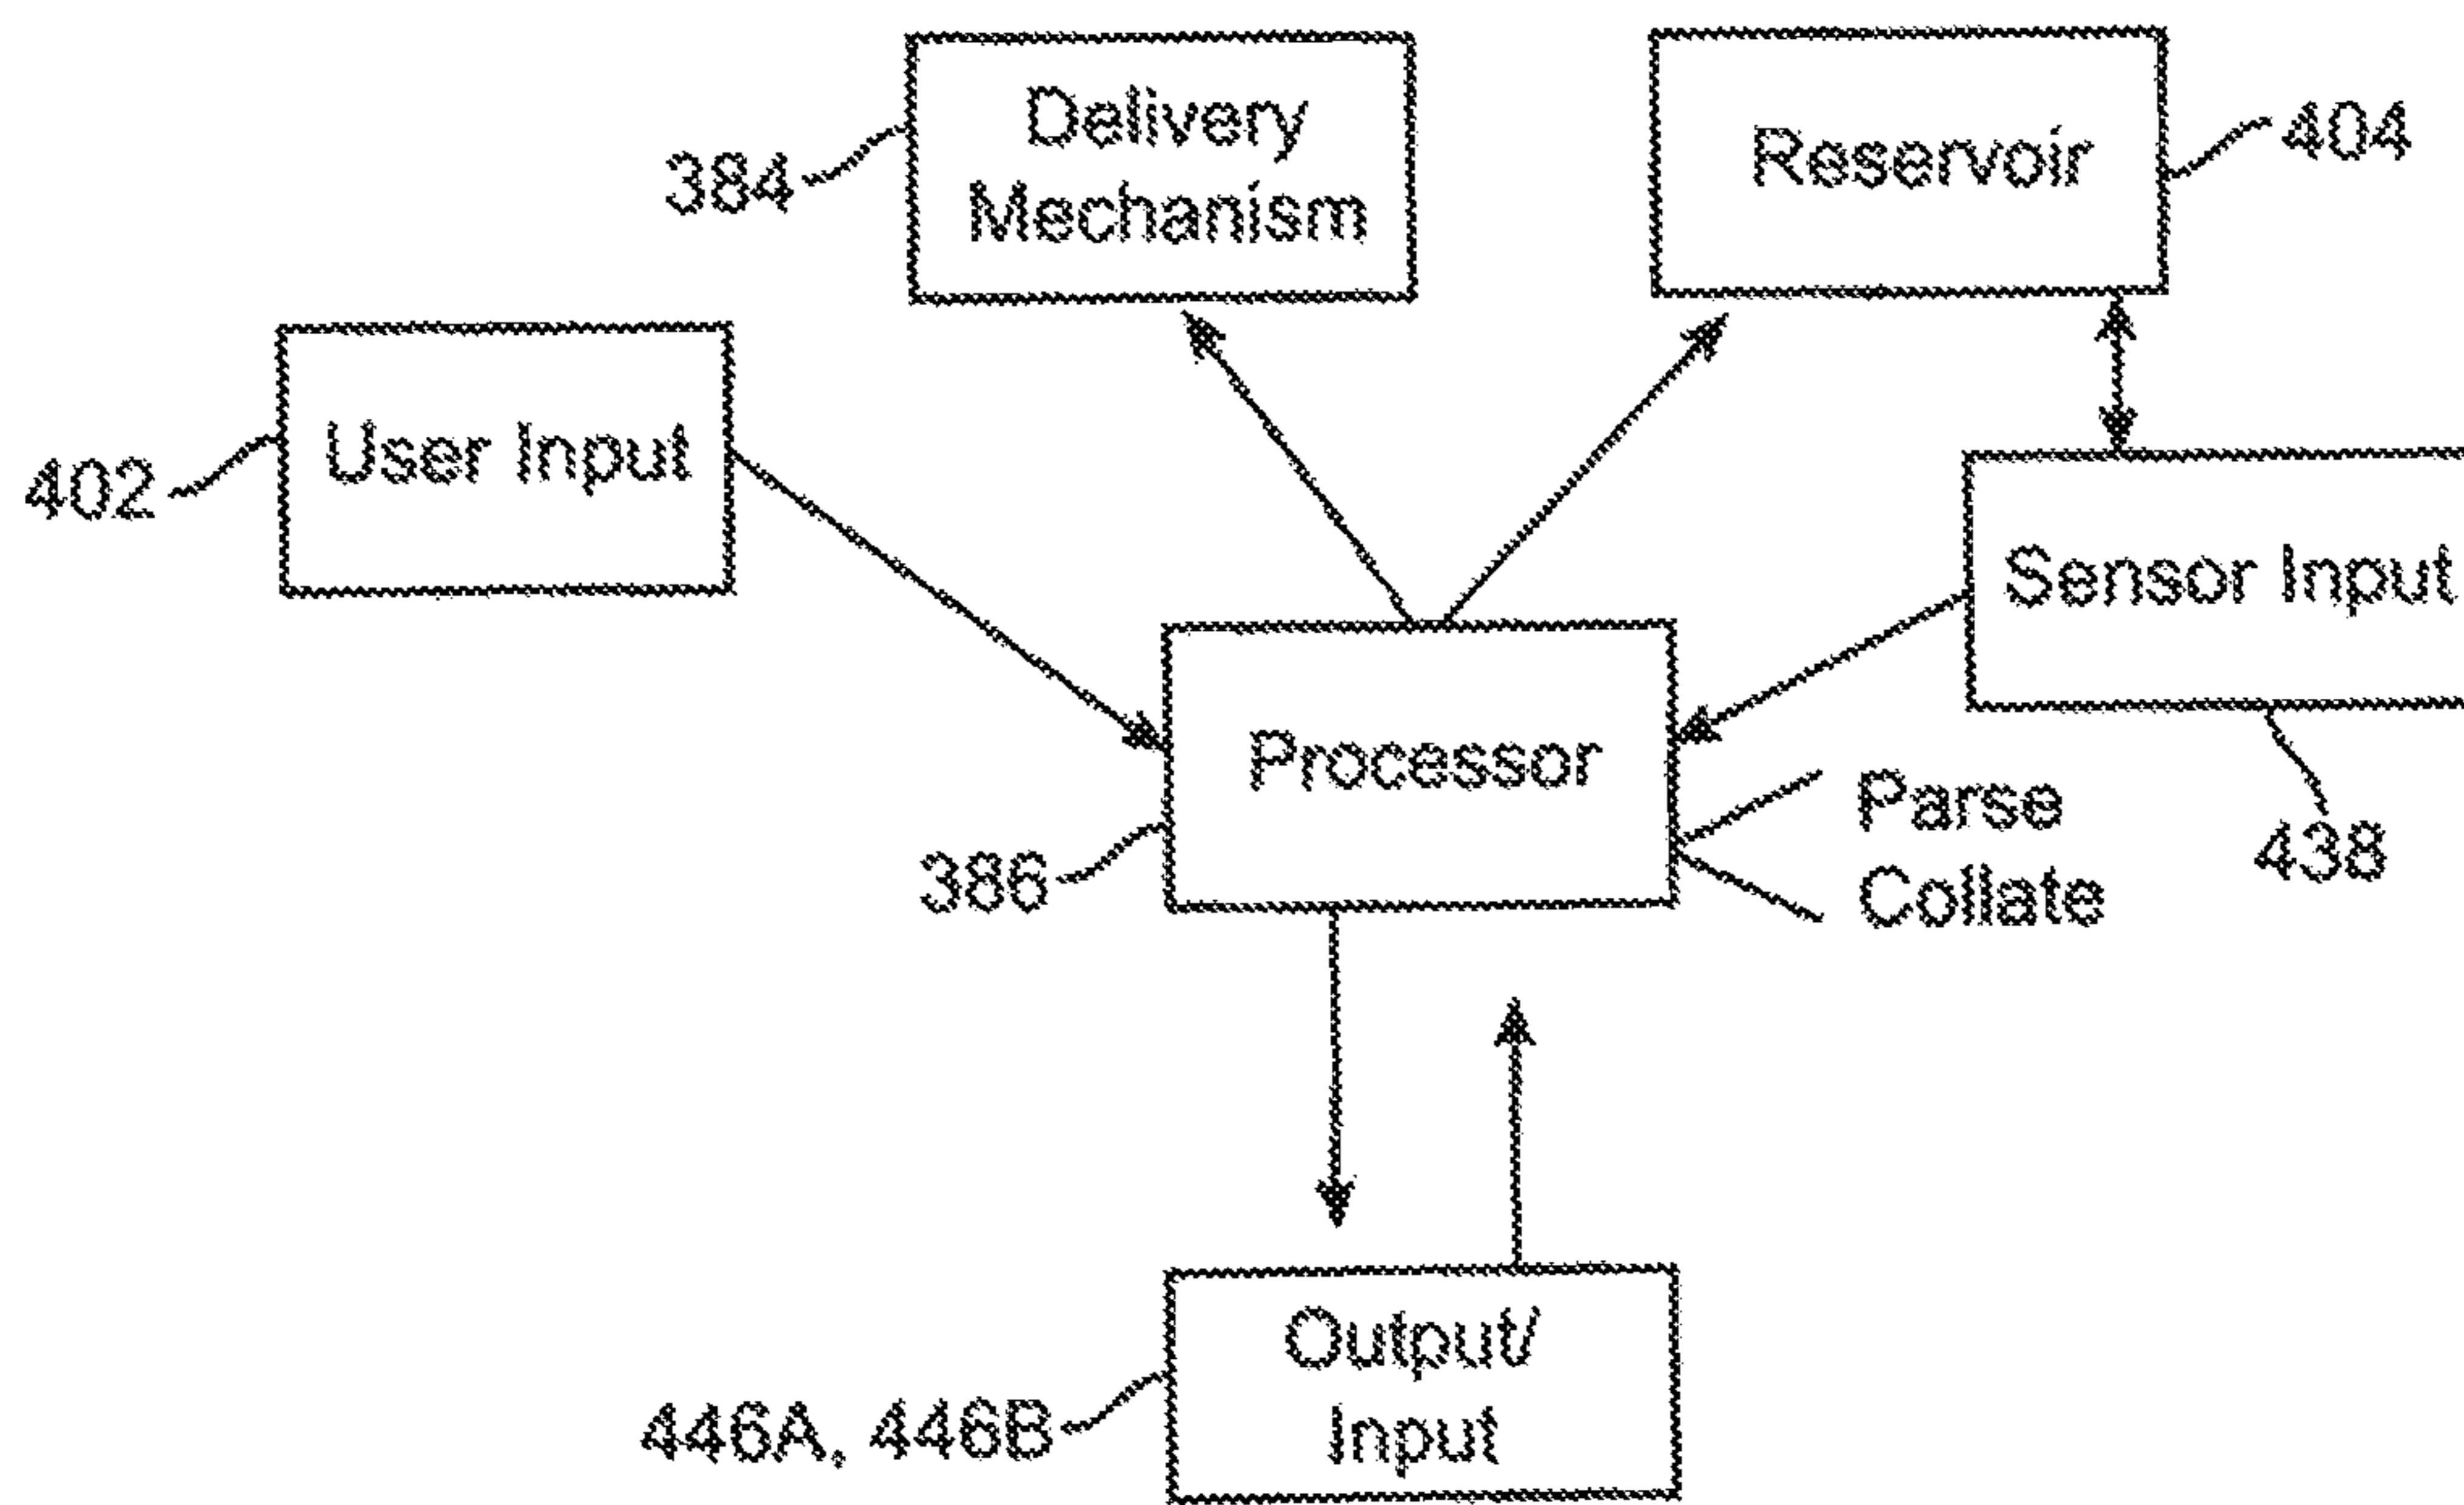 Delivery
Mechanism
384
Reservoir
404
User Input
402
Sensor Input
438
Processor
386
Parse
Collate
Output/
Input
446A, 446B